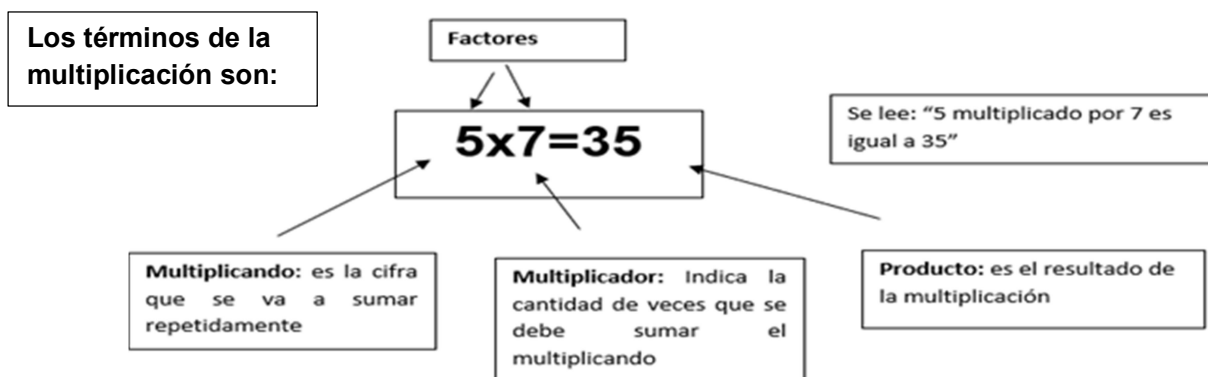 Los términos de la
multiplicación son:
Factores
5x7=35
Se lee: “5 multiplicado por 7 es
igual a 35”
Multiplicando: es la cifra
que se va a sumar
repetidamente
Multiplicador: Indica la
cantidad de veces que se
debe sumar el
multiplicando
Producto: es el resultado de
la multiplicación